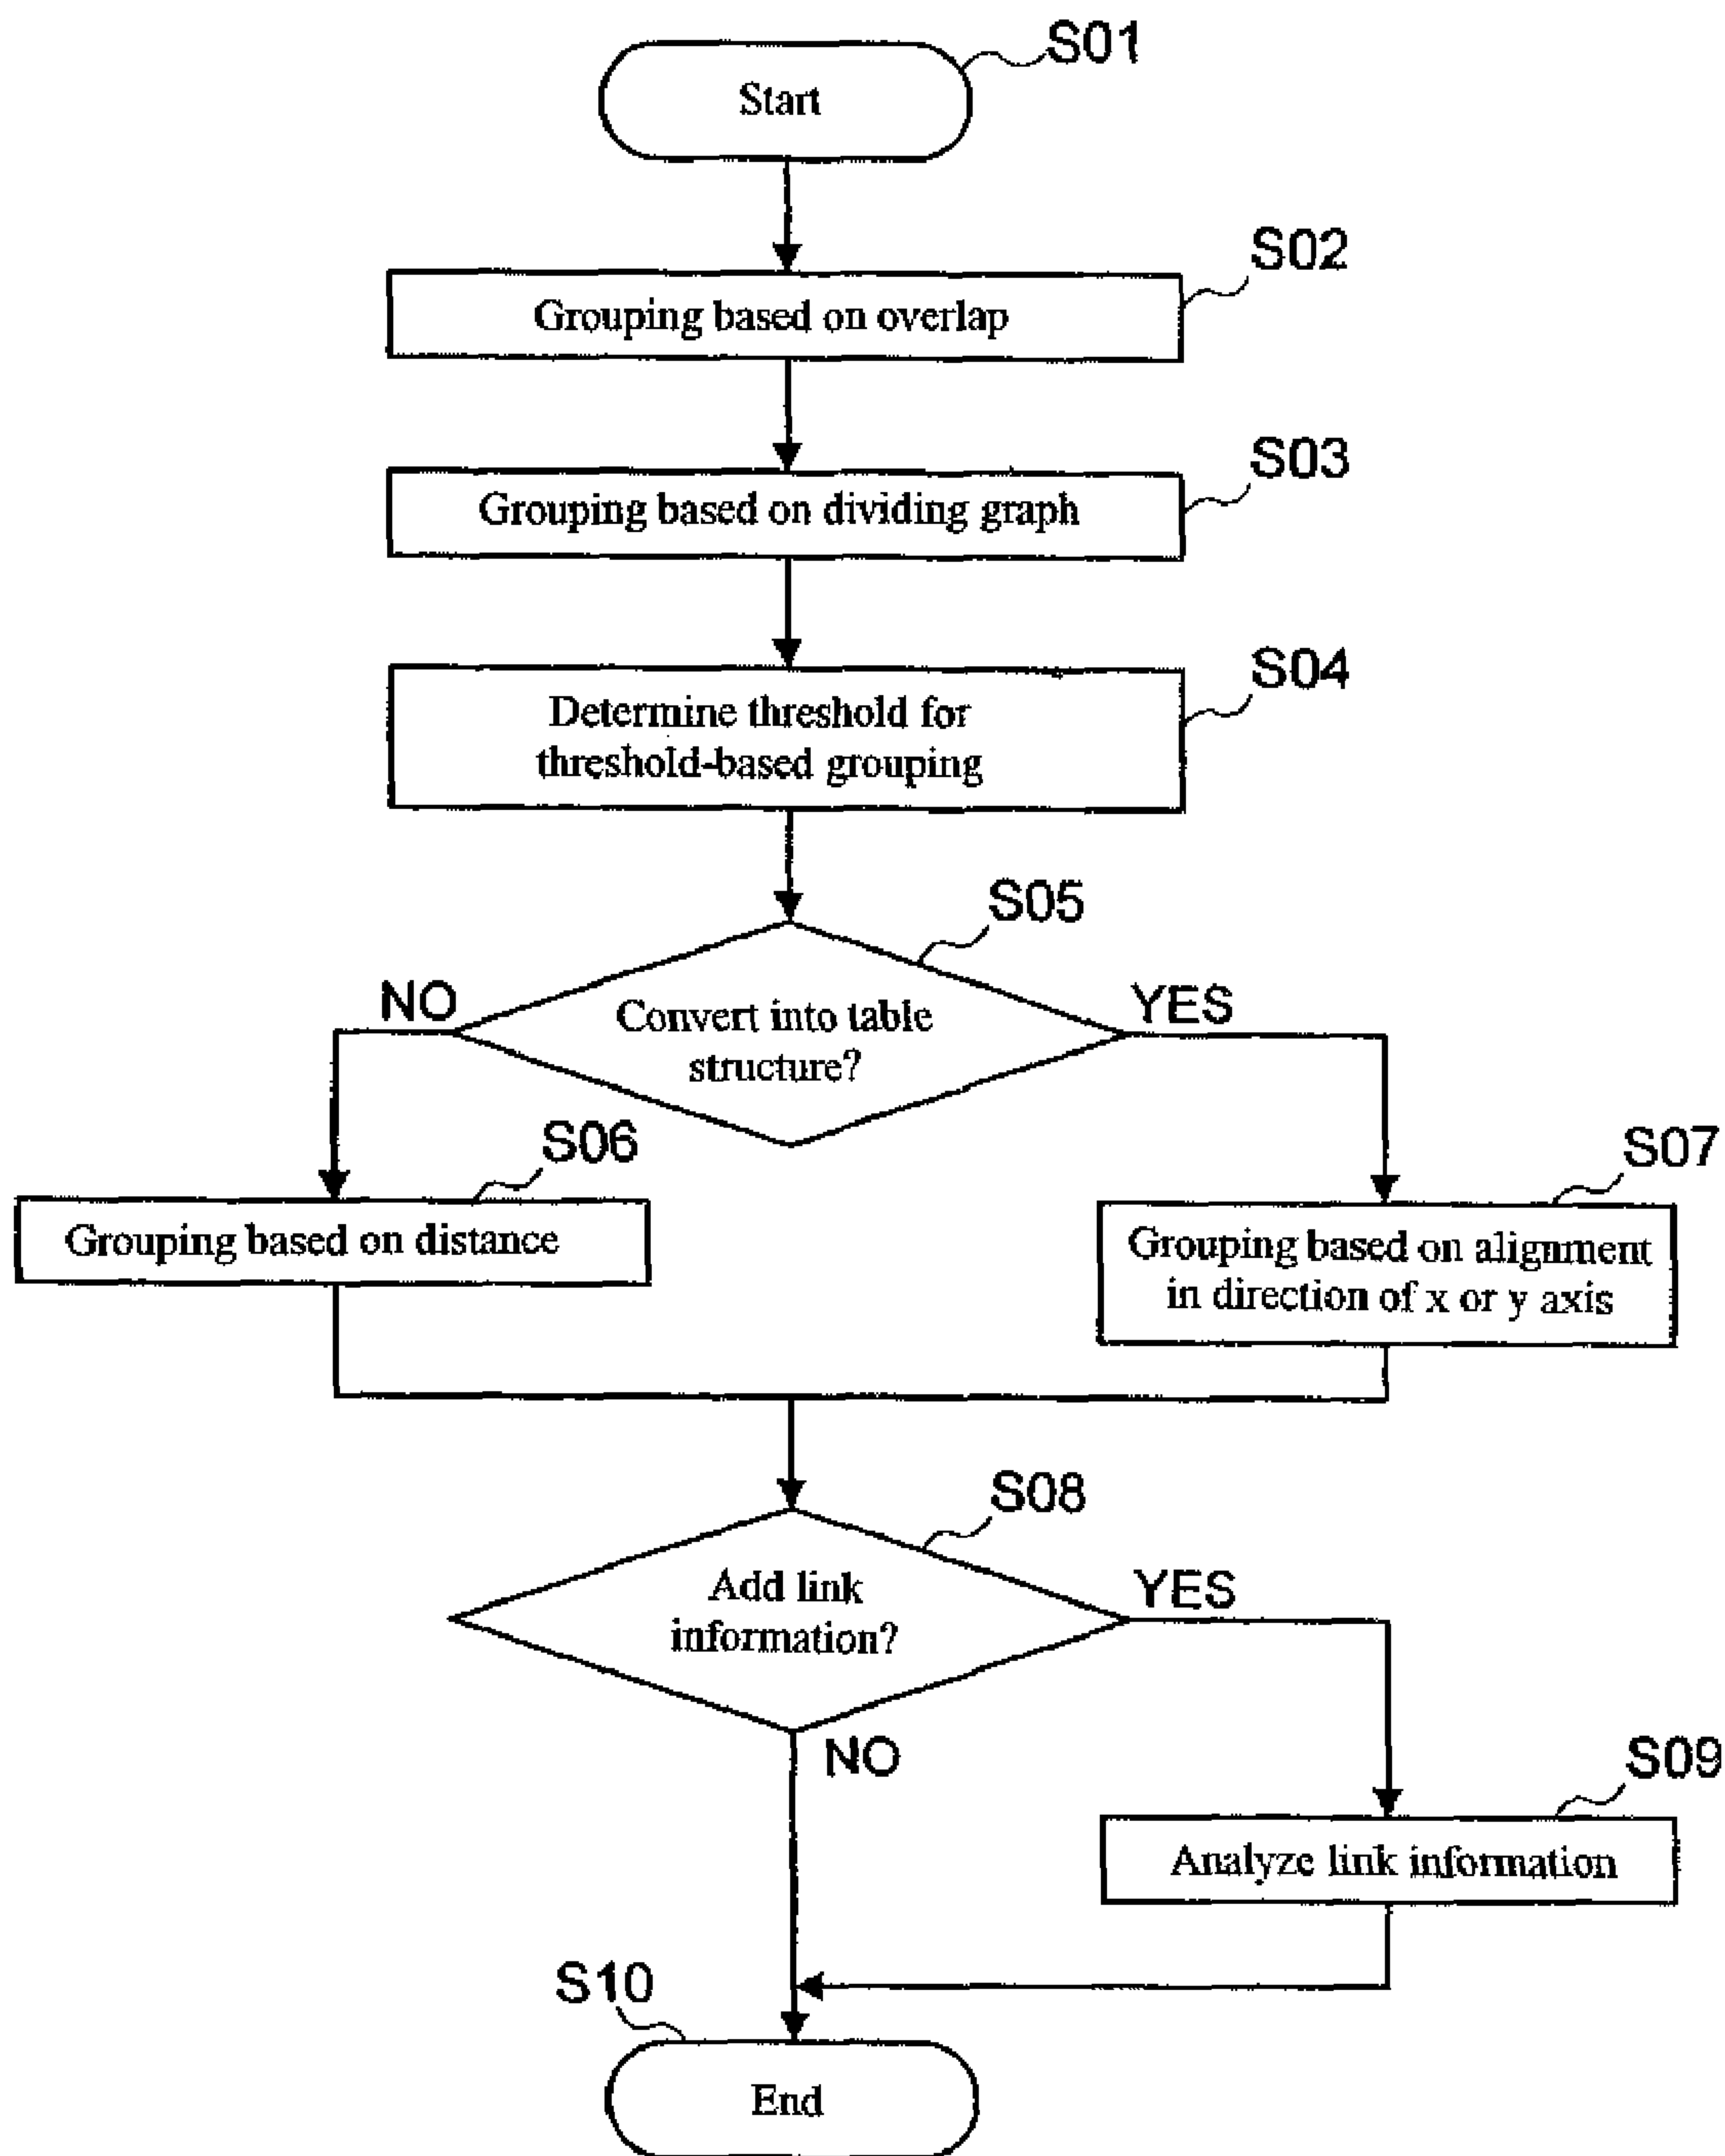 S01
Start
S02
Grouping based on overlap
S03
Grouping based on dividing graph
S04
Determine threshold for
threshold-based grouping
S05
NO
YES
Convert into table
structure?
S06
S07
Grouping based on distance
Grouping based on alignment
in direction of x or y axis
S08
YES
Add link
information?
NO
S09
Analyze link information
S10
End